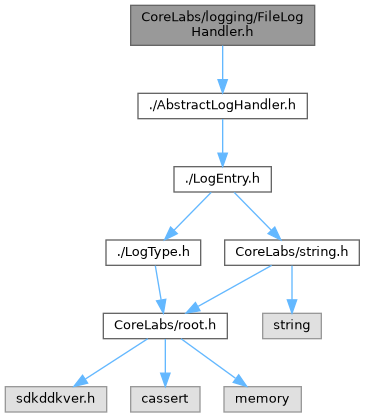 CoreLabs/logging/FileLog
Handler.h
./AbstractLogHandler.h
./LogEntry.h
./LogType.h
CoreLabs/string.h
CoreLabs/root.h
string
sdkddkver.h
cassert
memory